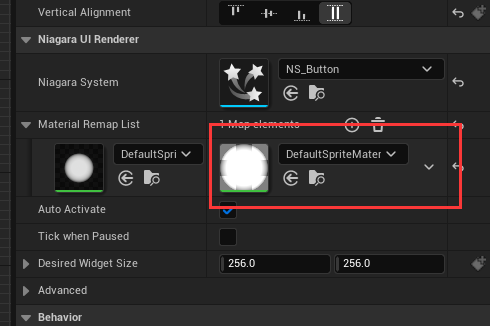 Vertical Alignment
Niagara UI Renderer
Niagara System
NS_Button
Material Remap List
1 Map elements
DefaultSpri
DefaultSpriteMater
Auto Activate
Tick when Paused
Desired Widget Size
256.0
256.0
Advanced
Behavior